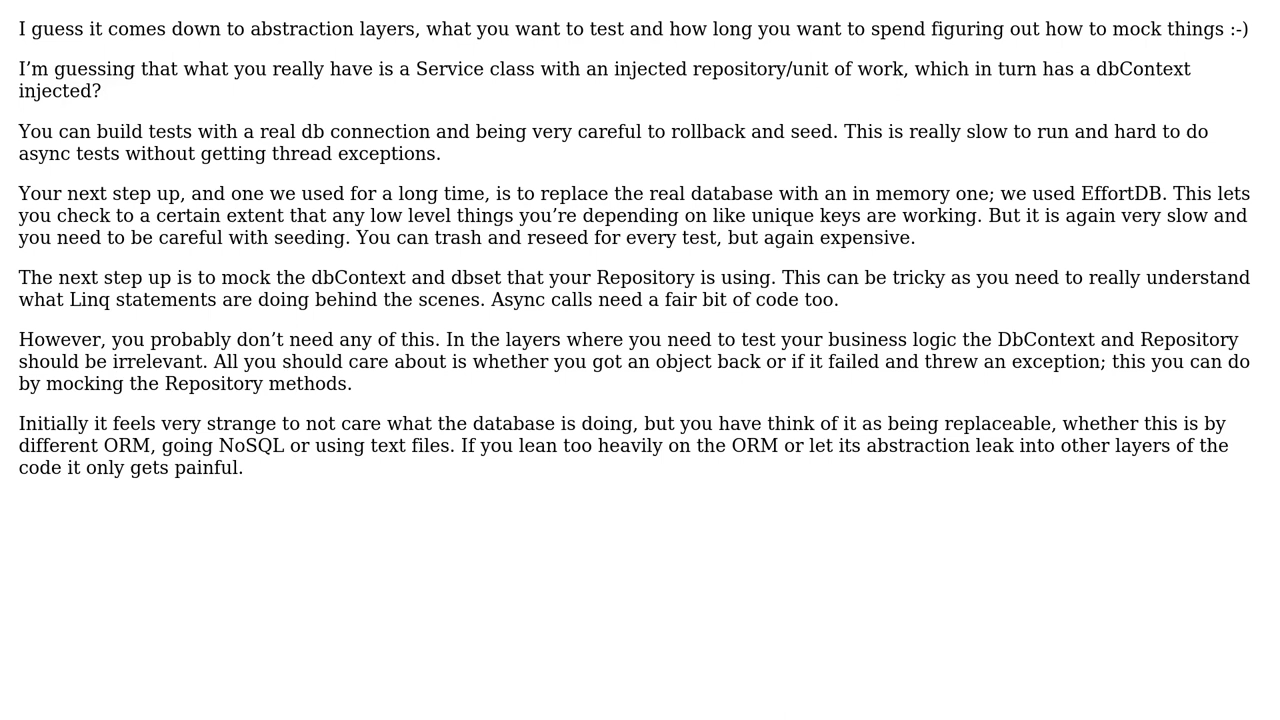 I guess it comes down to abstraction layers, what you want to test and how long you want to spend figuring out how to mock things :-)
I’m guessing that what you really have is a Service class with an injected repository/unit of work, which in turn has a dbContext
injected?
You can build tests with a real db connection and being very careful to rollback and seed. This is really slow to run and hard to do
async tests without getting thread exceptions.
Your next step up, and one we used for a long time, is to replace the real database with an in memory one; we used EffortDB. This lets
you check to a certain extent that any low level things you’re depending on like unique keys are working. But it is again very slow and
you need to be careful with seeding. You can trash and reseed for every test, but again expensive.
The next step up is to mock the dbContext and dbset that your Repository is using. This can be tricky as you need to really understand
what Linq statements are doing behind the scenes. Async calls need a fair bit of code too.
However, you probably don’t need any of this. In the layers where you need to test your business logic the DbContext and Repository
should be irrelevant. All you should care about is whether you got an object back or if it failed and threw an exception; this you can do
by mocking the Repository methods.
Initially it feels very strange to not care what the database is doing, but you have think of it as being replaceable, whether this is by
different ORM, going NoSQL or using text files. If you lean too heavily on the ORM or let its abstraction leak into other layers of the
code it only gets painful.